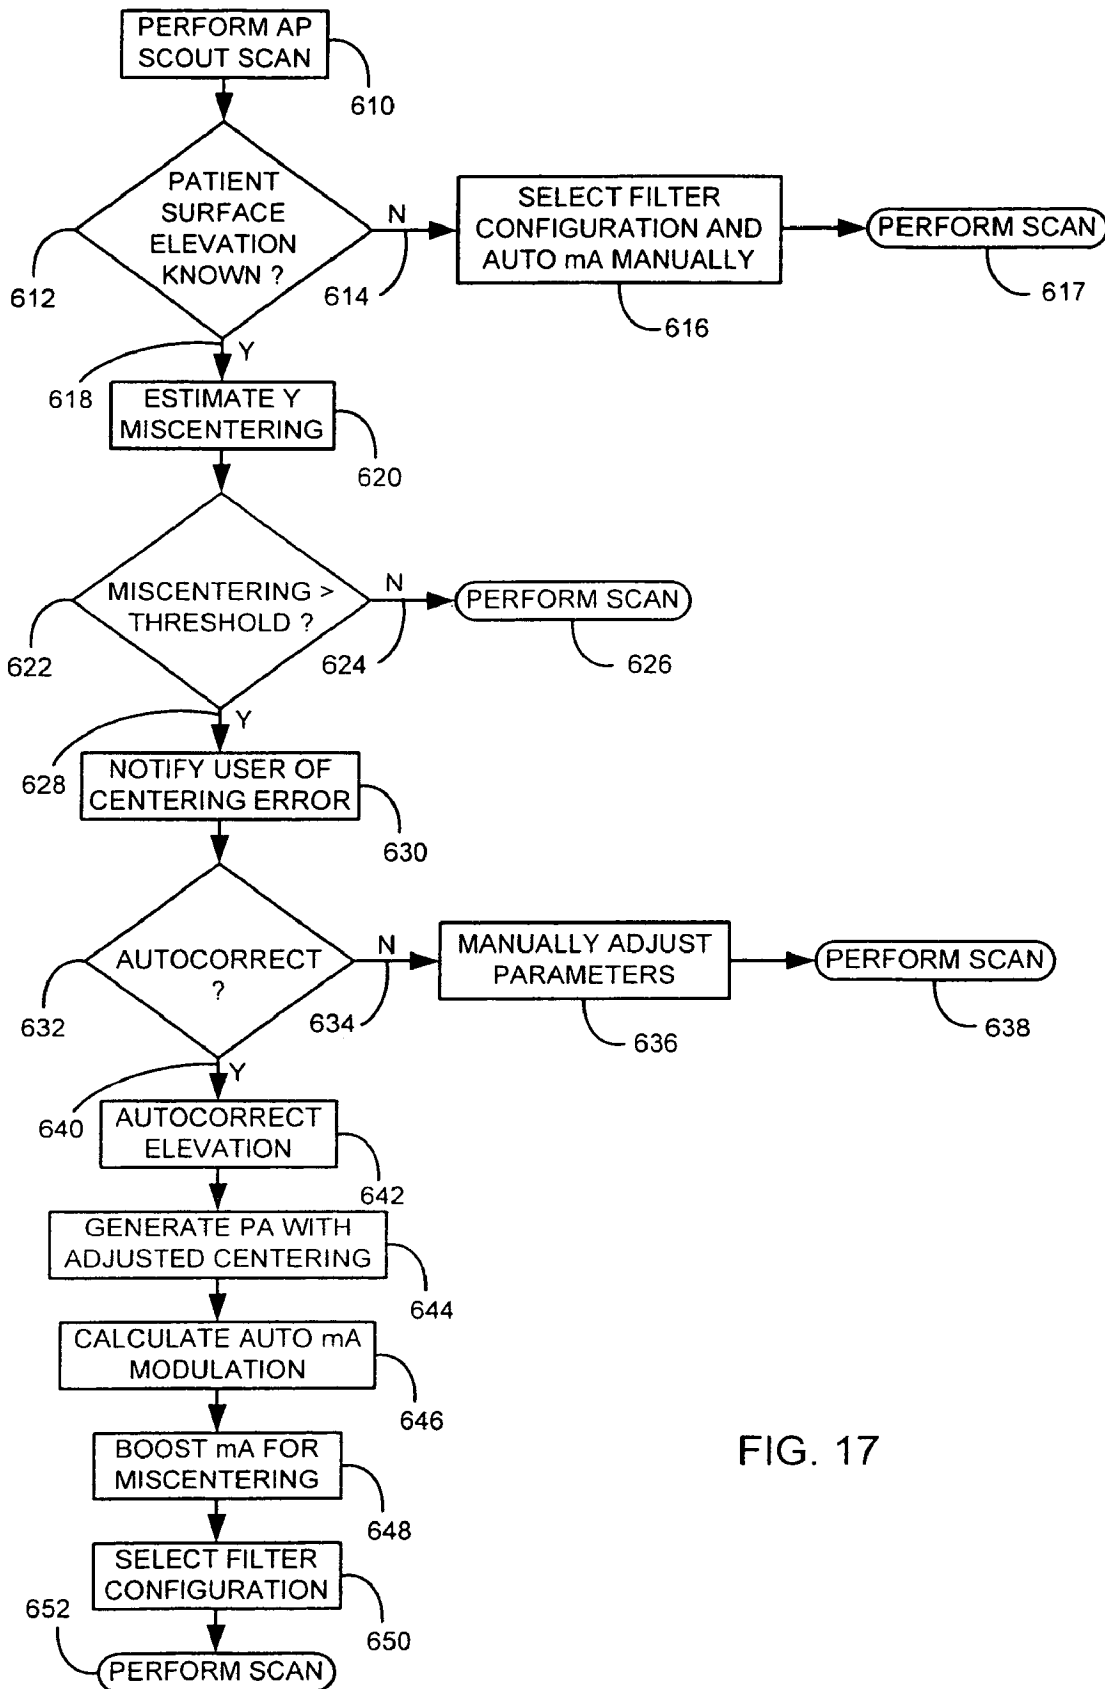 PERFORM AP
SCOUT SCAN
610
PATIENT
SURFACE
ELEVATION
KNOWN ?
612
N
614
SELECT FILTER
CONFIGURATION AND
AUTO mA MANUALLY
616
PERFORM SCAN
617
Y
618
ESTIMATE Y
MISCENTERING
620
MISCENTERING >
THRESHOLD ?
622
N
624
PERFORM SCAN
626
Y
628
NOTIFY USER OF
CENTERING ERROR
630
AUTOCORRECT
?
632
N
634
MANUALLY ADJUST
PARAMETERS
636
PERFORM SCAN
638
Y
640
AUTOCORRECT
ELEVATION
642
GENERATE PA WITH
ADJUSTED CENTERING
644
CALCULATE AUTO mA
MODULATION
646
BOOST mA FOR
MISCENTERING
648
SELECT FILTER
CONFIGURATION
650
652
PERFORM SCAN
FIG. 17